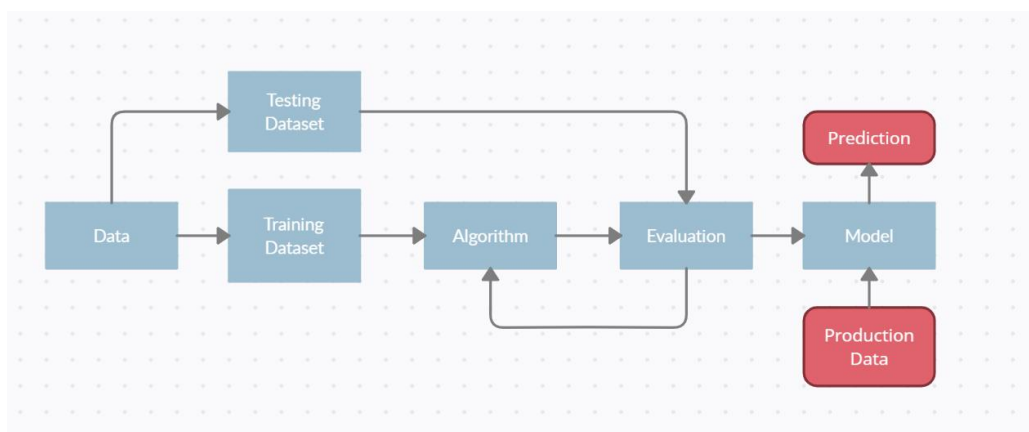 Testing
Dataset
Prediction
Data
Training
Dataset
Algorithm
Evaluation
Model
Production
Data